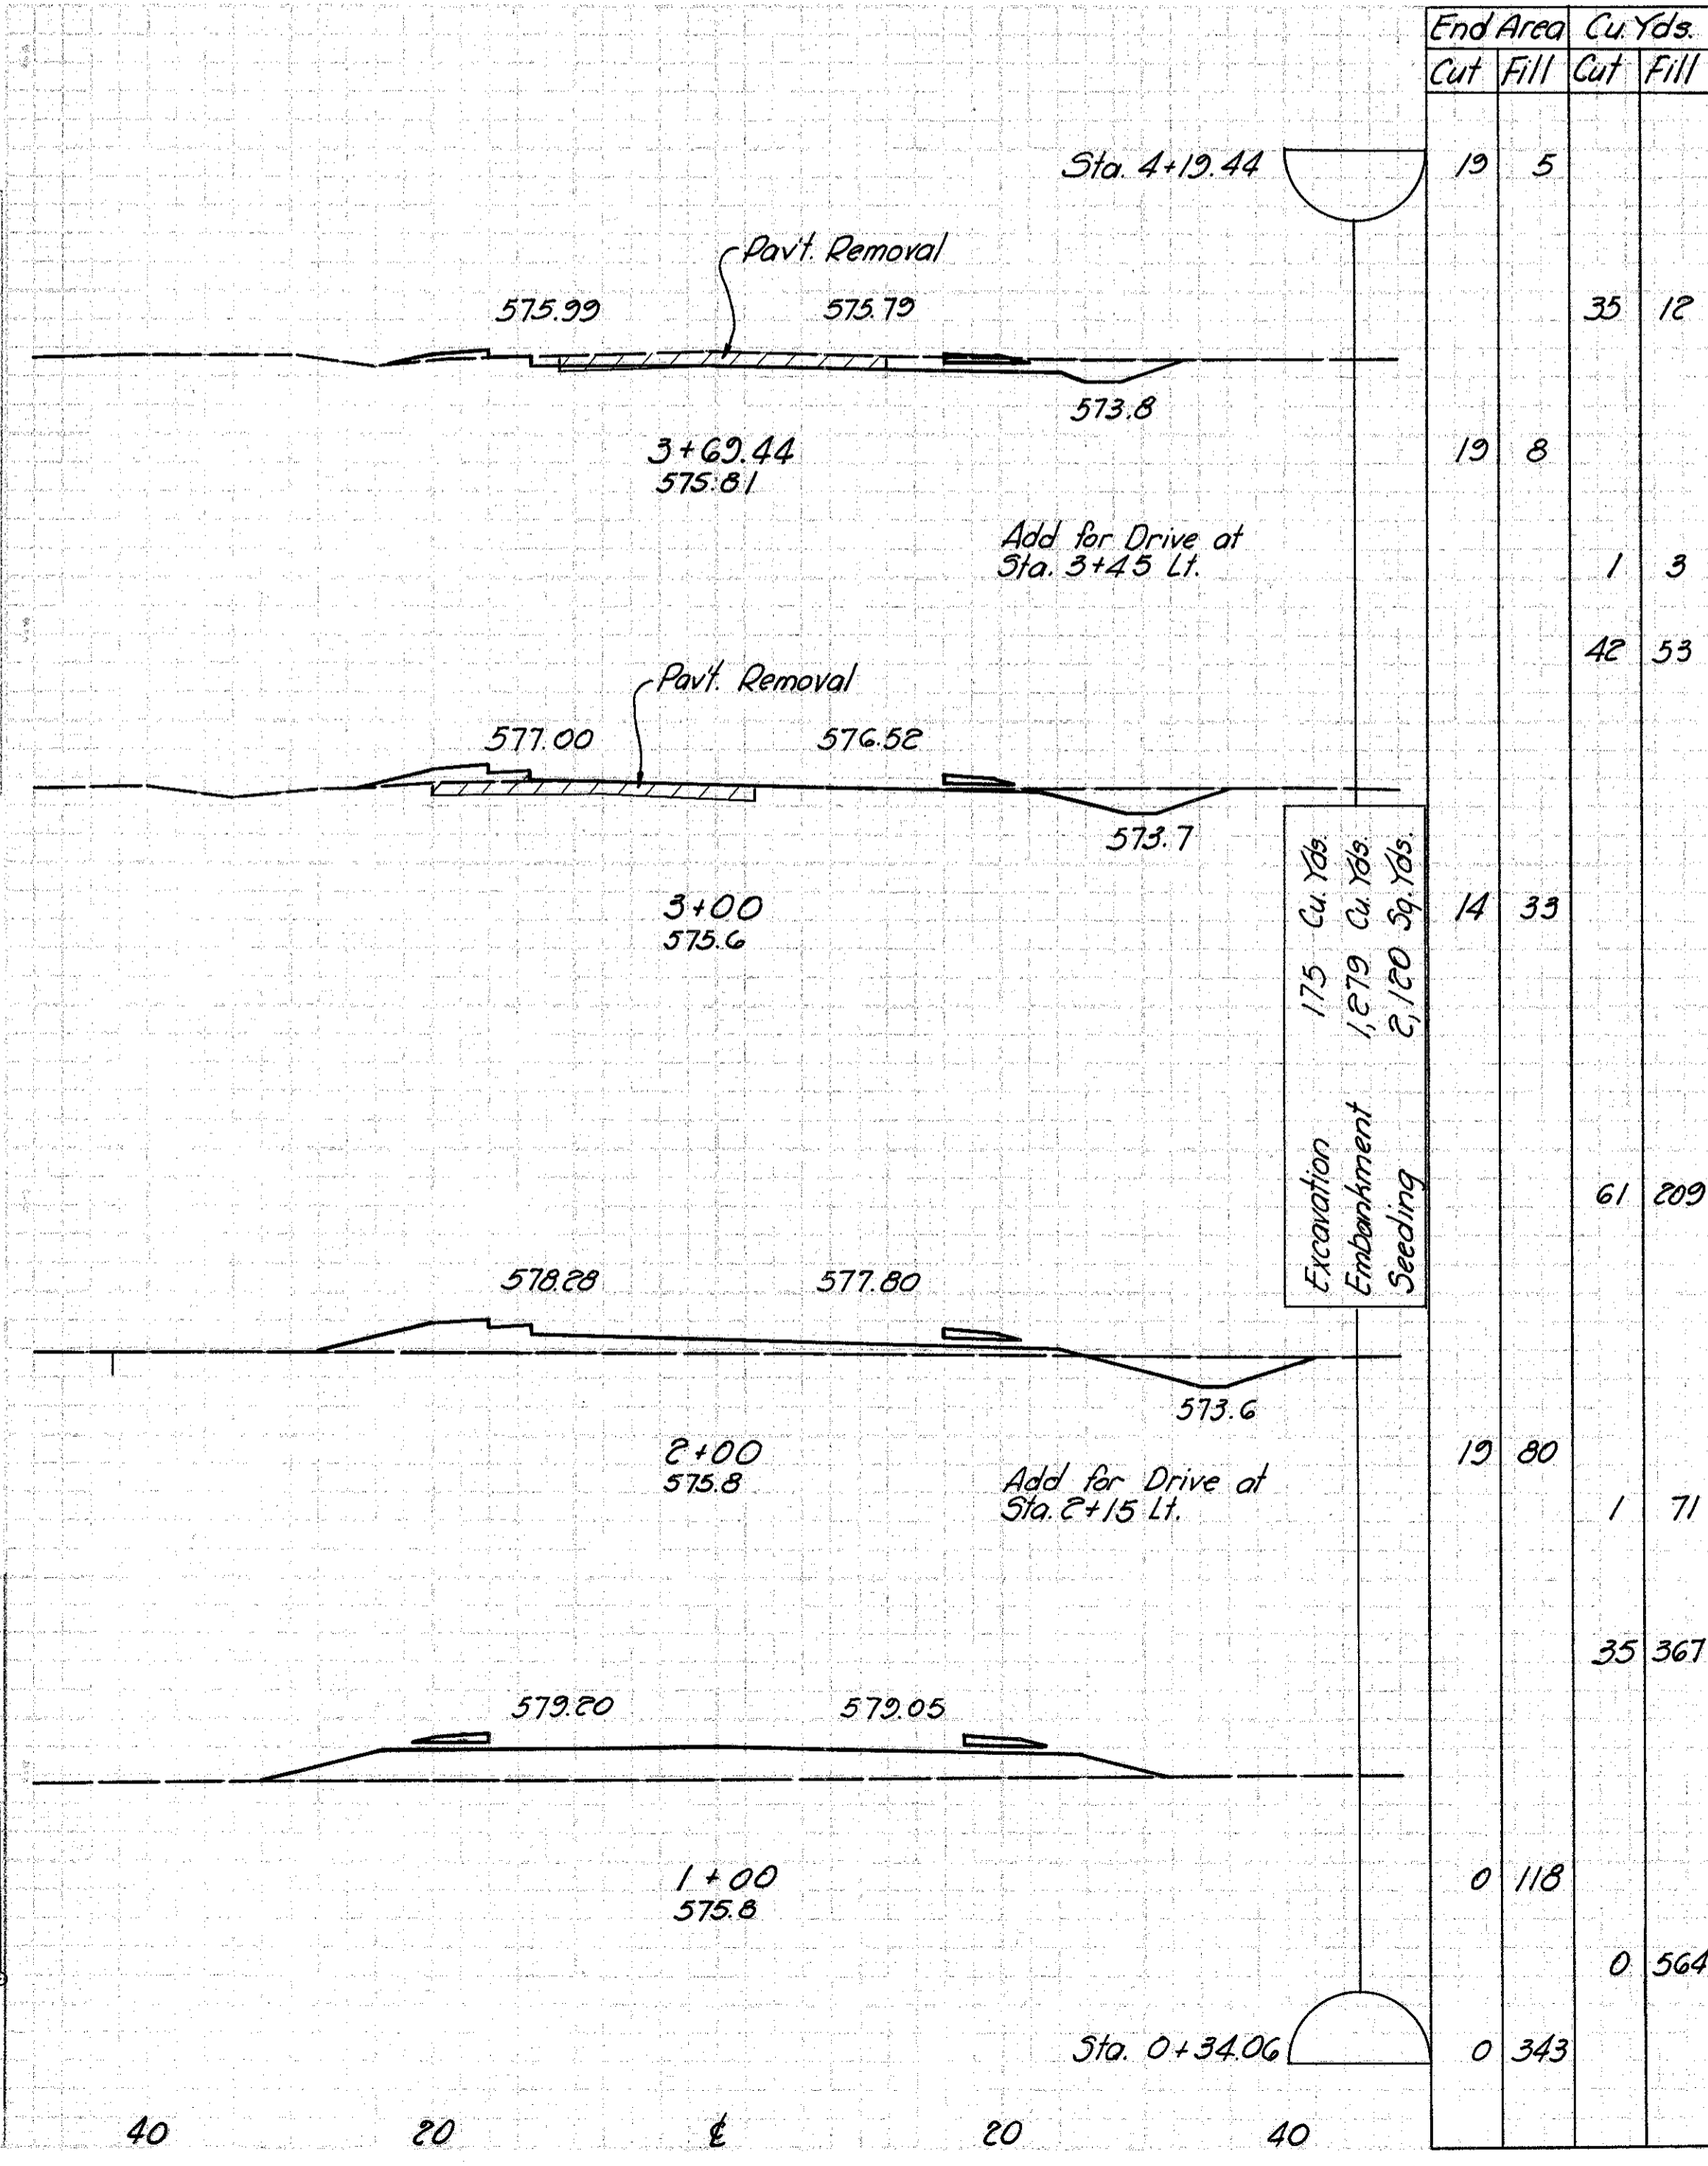 End Area Cu. Yds.
Cut Fill Cut Fill
Sta. 4+19.44 19 5
Pav't. Removal
575.99 575.79 35 12
573.8
3+69.44 19 8
575.81
Add for Drive at
Sta. 3+45 Lt. 1 3
42 53
Pav't. Removal
577.00 576.52
573.7
3+00 14 33
575.6
Excavation 175 Cu. Yds.
Embankment 1,279 Cu. Yds.
Seeding 2,120 Sq. Yds.
61 209
578.28 577.80
573.6
2+00 19 80
575.8
Add for Drive at
Sta. 2+15 Lt. 1 71
35 367
579.20 579.05
1+00 0 118
575.8
0 564
Sta. 0+34.06 0 343
40 20 ℄ 20 40